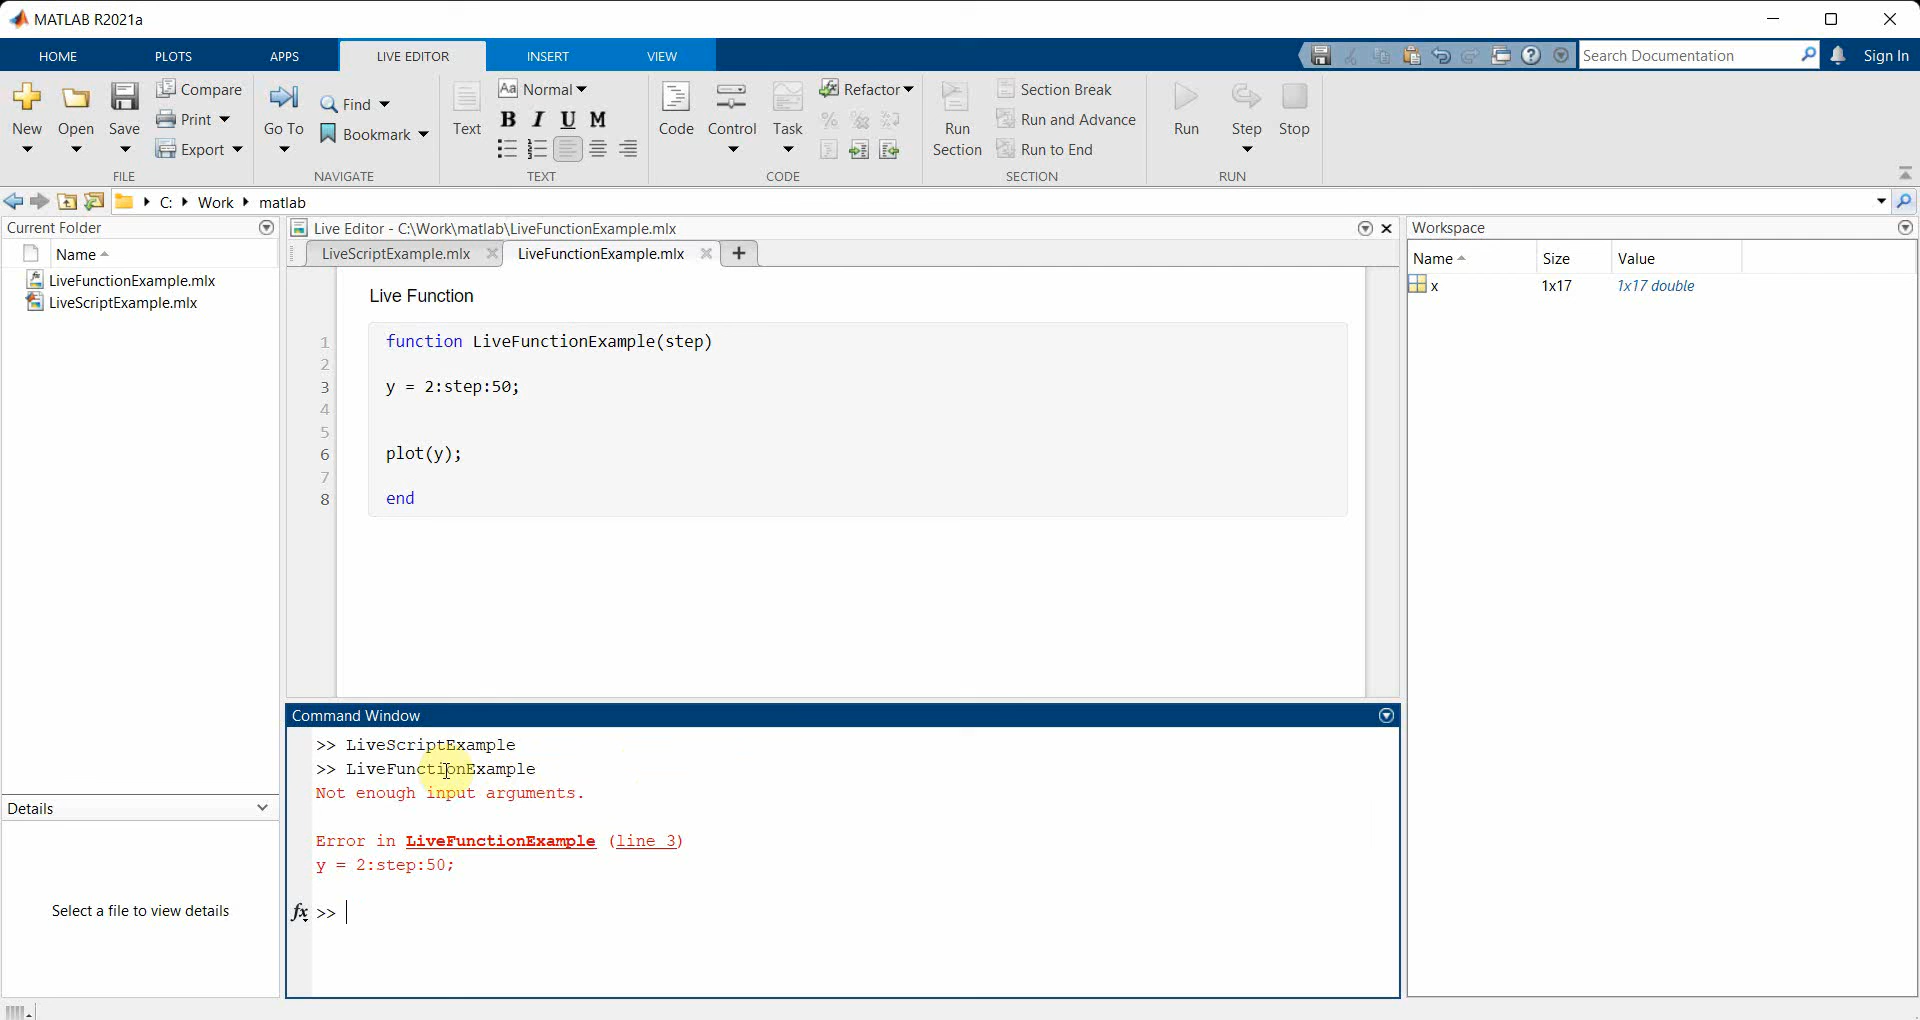 MATLAB R2021a
HOME PLOTS APPS LIVE EDITOR INSERT VIEW
Search Documentation
Sign In
New
Open
Save
Compare
Print
Export
FILE
Go To
Find
Bookmark
NAVIGATE
Text
Aa Normal
B I U M
TEXT
Code
Control
Task
Refactor
CODE
Run Section
Section Break
Run and Advance
Run to End
SECTION
Run
Step
Stop
RUN
C: Work matlab
Current Folder
Name
LiveFunctionExample.mlx
LiveScriptExample.mlx
Details
Select a file to view details
Live Editor - C:\Work\matlab\LiveFunctionExample.mlx
LiveScriptExample.mlx
LiveFunctionExample.mlx
Live Function
1 function LiveFunctionExample(step)
2
3 y = 2:step:50;
4
5
6 plot(y);
7
8 end
Command Window
>> LiveScriptExample
>> LiveFunctionExample
Not enough input arguments.
Error in LiveFunctionExample (line 3)
y = 2:step:50;
fx >>
Workspace
Name Size Value
x 1x17 1x17 double